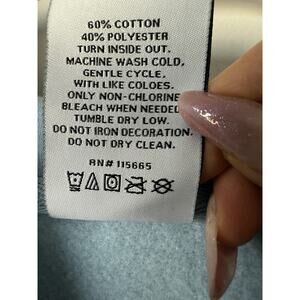 60% COTTON
40% POLYESTER
TURN INSIDE OUT.
MACHINE WASH COLD,
GENTLE CYCLE,
WITH LIKE COLOES.
ONLY NON-CHLORINE
BLEACH WHEN NEEDED
TUMBLE DRY LOW.
DO NOT IRON DECORATION.
DO NOT DRY CLEAN.
RN# 115665